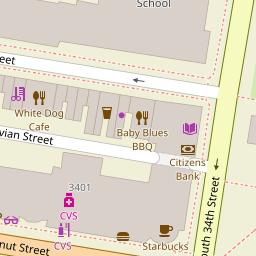 School
reet
White Dog
Cafe
Baby Blues
BBQ
vian Street
Citizens
Bank
3401
CVS
CVS
Starbucks
nut Street
outh 34th Street